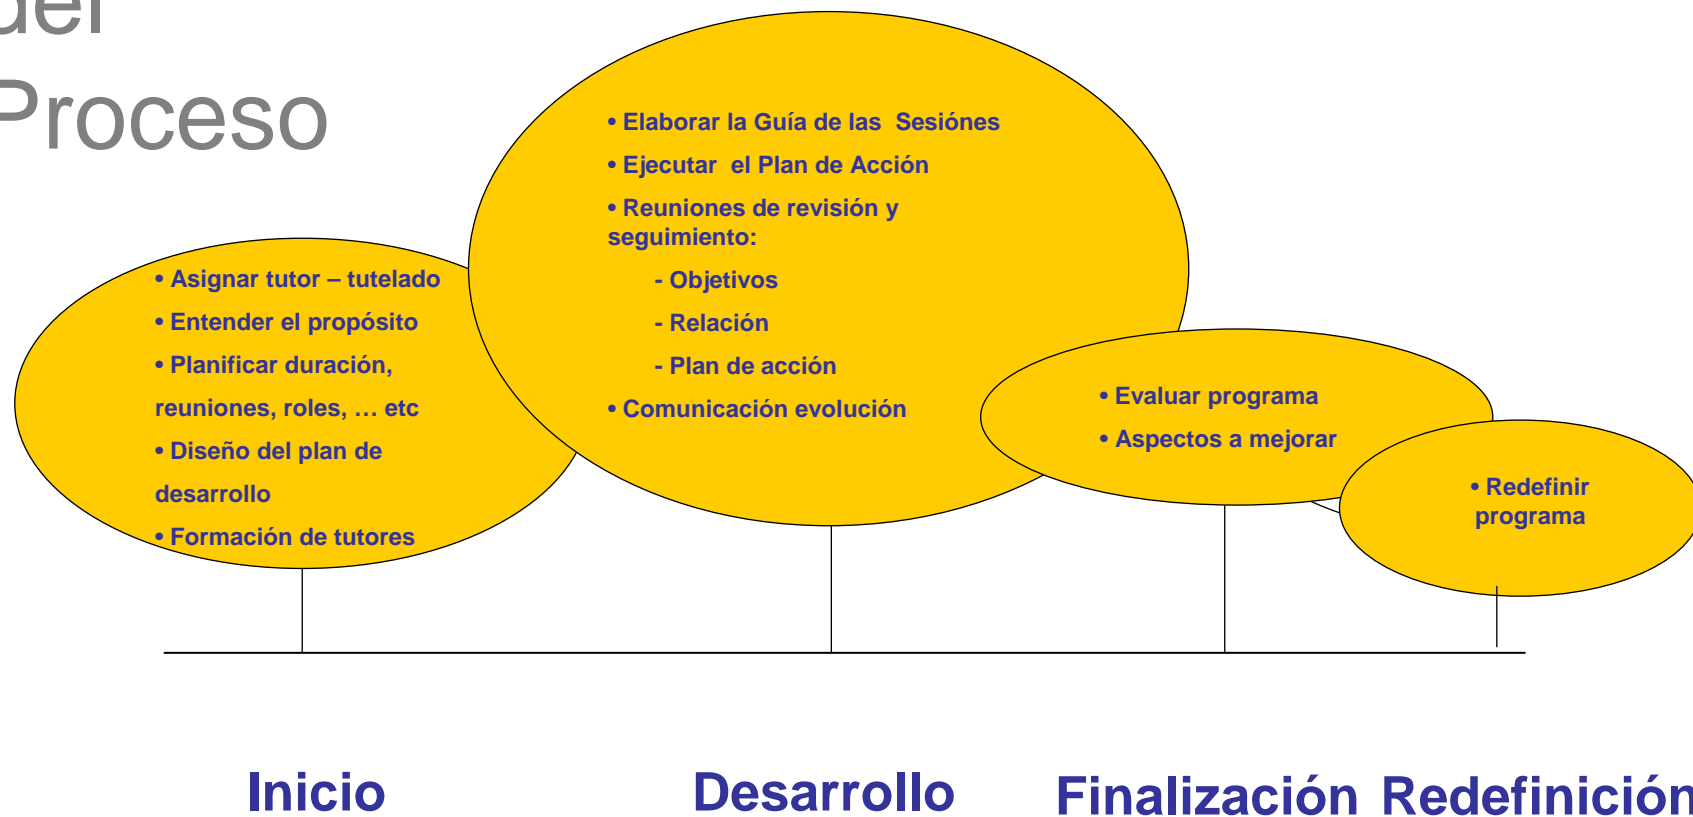 del
Proceso
• Asignar tutor – tutelado
• Entender el propósito
• Planificar duración,
reuniones, roles, … etc
• Diseño del plan de
desarrollo
• Formación de tutores
• Elaborar la Guía de las  Sesiónes
• Ejecutar  el Plan de Acción
• Reuniones de revisión y
seguimiento:
- Objetivos
- Relación
- Plan de acción
• Comunicación evolución
• Evaluar programa
• Aspectos a mejorar
• Redefinir
programa
Inicio
Desarrollo
Finalización
Redefinición